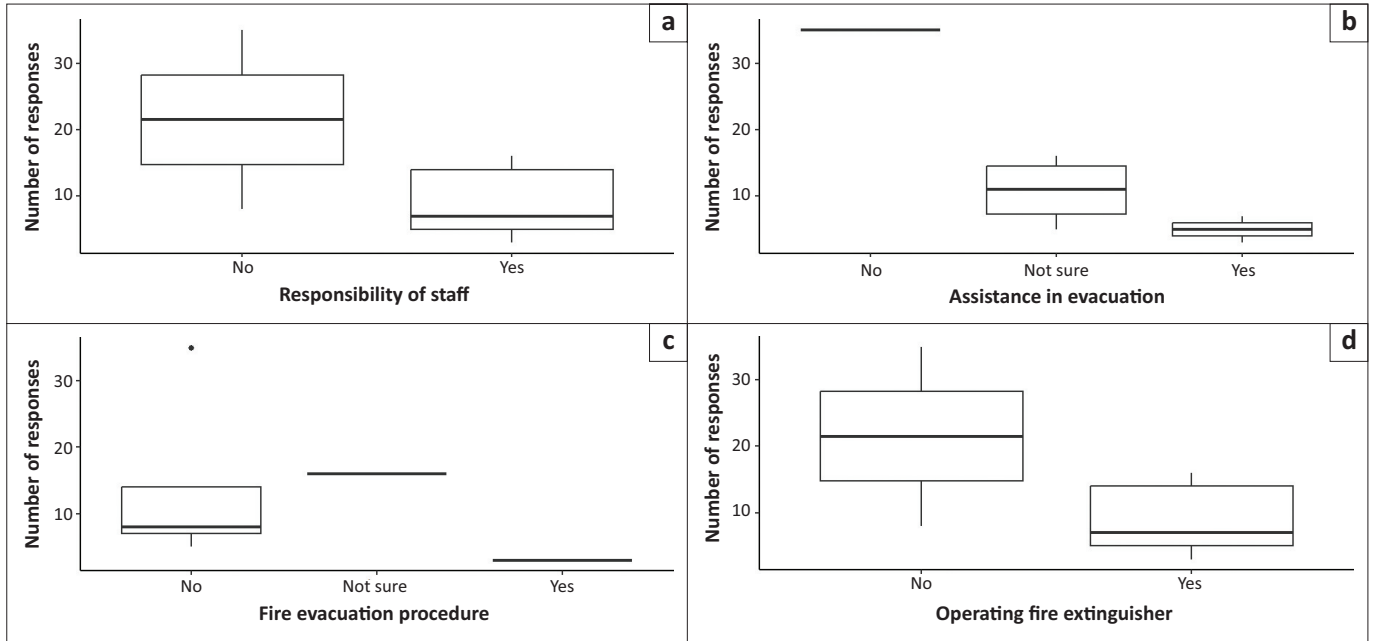 a
Number of responses
30
20
10
No Yes
Responsibility of staff
b
Number of responses
30
20
10
No Not sure Yes
Assistance in evacuation
c
Number of responses
30
20
10
No Not sure Yes
Fire evacuation procedure
d
Number of responses
30
20
10
No Yes
Operating fire extinguisher